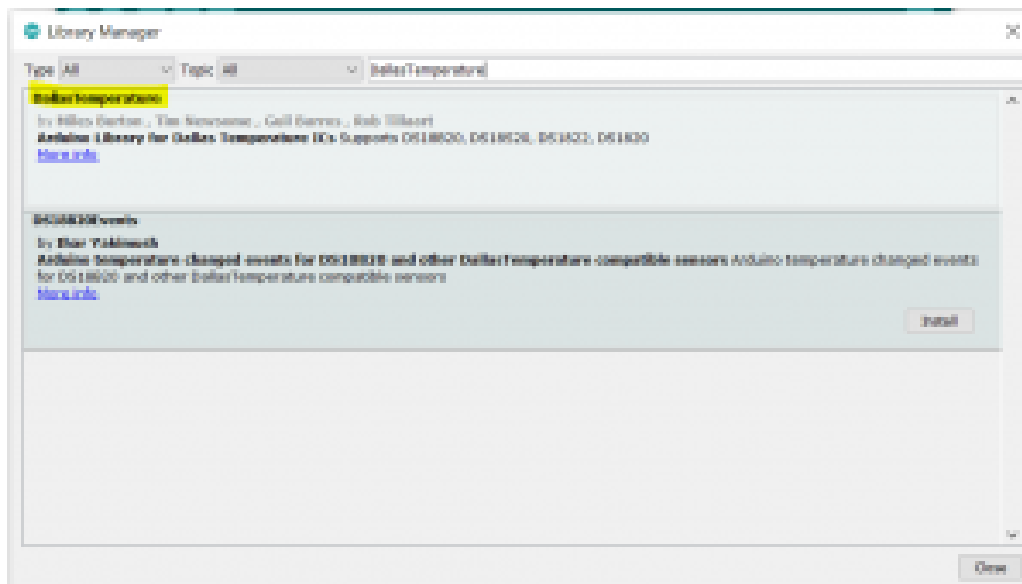 Library Manager
Type All Topic All DallasTemperature
DallasTemperature
by Miles Burton, Tim Newsome, Guil Barros, Rob Tillaart
Arduino Library for Dallas Temperature ICs Supports DS18B20, DS18S20, DS1822, DS1820
More info
DS18B20Events
by Ihar Yakimush
Arduino temperature changed events for DS18B20 and other DallasTemperature compatible sensors Arduino temperature changed events
for DS18B20 and other DallasTemperature compatible sensors
More info
Install
Close